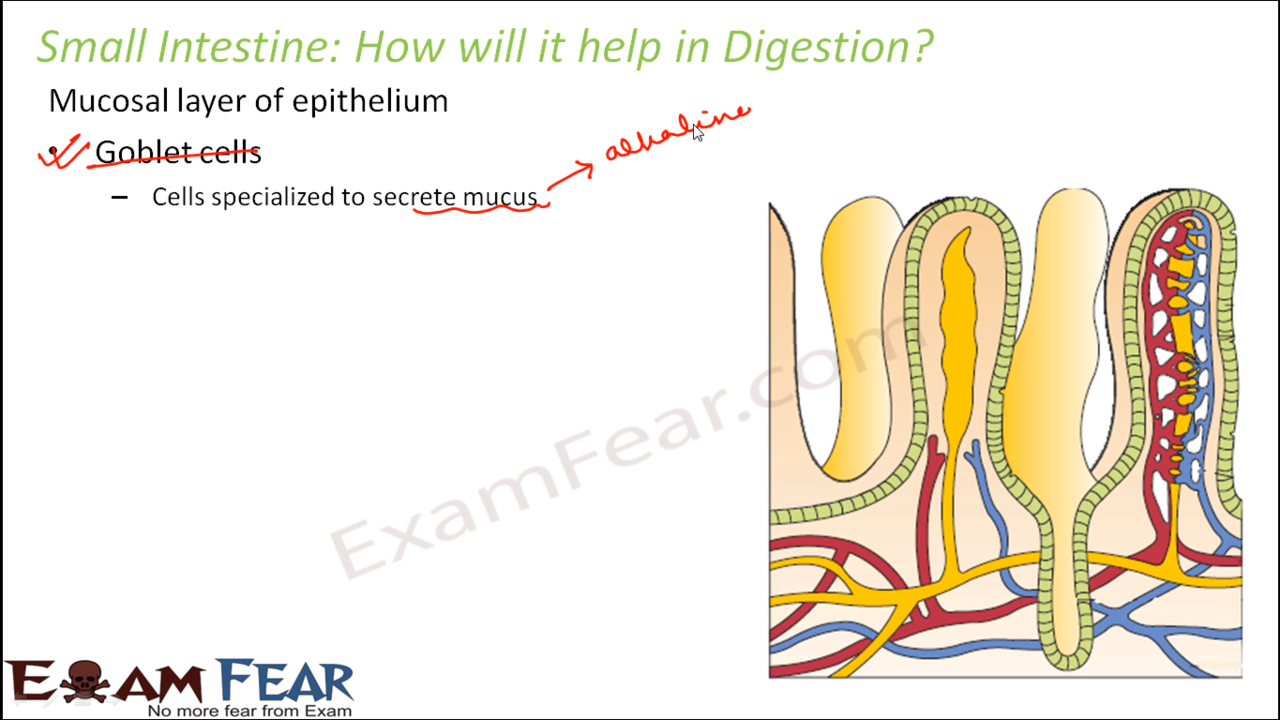 Small Intestine: How will it help in Digestion?
Mucosal layer of epithelium
• Goblet cells
– Cells specialized to secrete mucus
alkaline
ExamFear.com
EXAM FEAR
No more fear from Exam